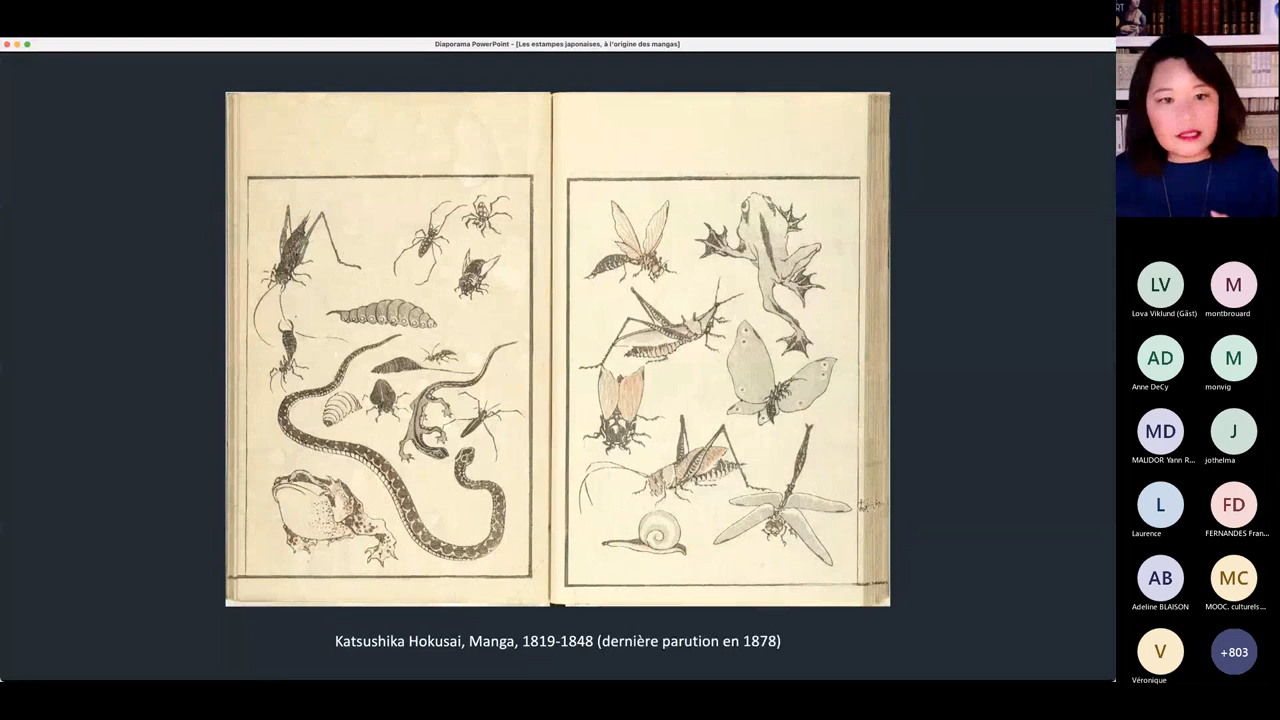 Diaporama PowerPoint - [Les estampes japonaises, à l'origine des mangas]
Katsushika Hokusai, Manga, 1819-1848 (dernière parution en 1878)
LV
Lova Viklund (Gäst)
M
montbrouard
AD
Anne DeCy
M
monvig
MD
MALIDOR Yann R...
J
jothelma
L
Laurence
FD
FERNANDES Fran...
AB
Adeline BLAISON
MC
MOOC. culturels...
V
Véronique
+803